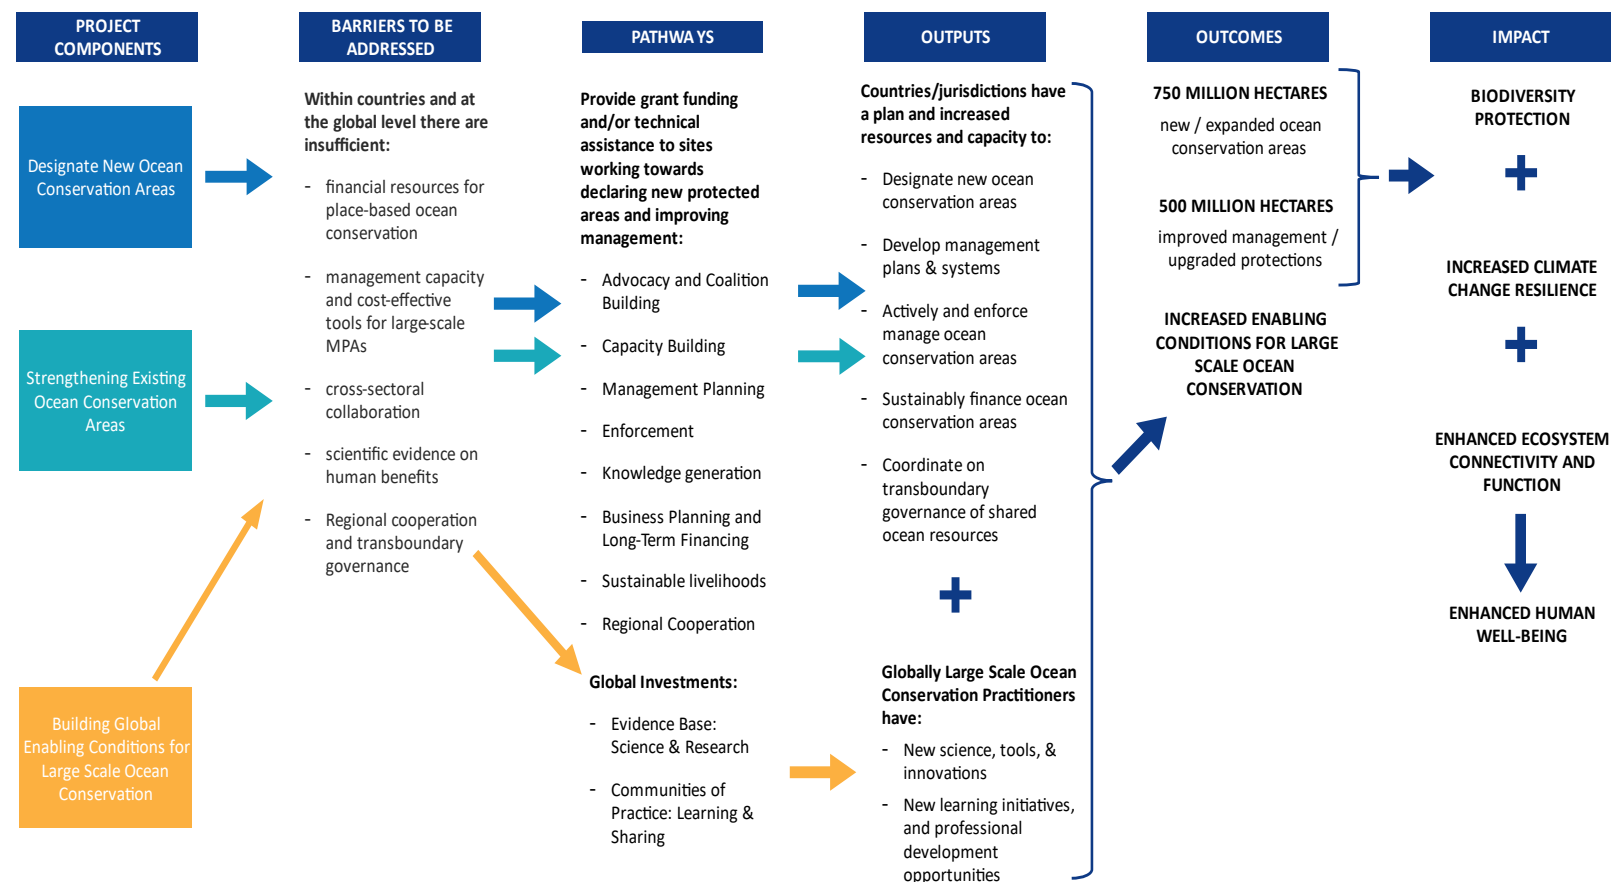 PROJECT
COMPONENTS
BARRIERS TO BE
ADDRESSED
PATHWA YS
OUTPUTS
OUTCOMES
IMPACT
Designate New Ocean
Conservation Areas
Strengthening Existing
Ocean Conservation
Areas
Building Global
Enabling Conditions for
Large Scale Ocean
Conservation
Within countries and at
the global level there are
insufficient:
- financial resources for
place-based ocean
conservation
- management capacity
and cost-effective
tools for large-scale
MPAs
- cross-sectoral
collaboration
- scientific evidence on
human benefits
- Regional cooperation
and transboundary
governance
Provide grant funding
and/or technical
assistance to sites
working towards
declaring new protected
areas and improving
management:
- Advocacy and Coalition
Building
- Capacity Building
- Management Planning
- Enforcement
- Knowledge generation
- Business Planning and
Long-Term Financing
- Sustainable livelihoods
- Regional Cooperation
Global Investments:
- Evidence Base:
Science & Research
- Communities of
Practice: Learning &
Sharing
Countries/jurisdictions have
a plan and increased
resources and capacity to:
- Designate new ocean
conservation areas
- Develop management
plans & systems
- Actively and enforce
manage ocean
conservation areas
- Sustainably finance ocean
conservation areas
- Coordinate on
transboundary
governance of shared
ocean resources
+
Globally Large Scale Ocean
Conservation Practitioners
have:
- New science, tools, &
innovations
- New learning initiatives,
and professional
development
opportunities
750 MILLION HECTARES
new / expanded ocean
conservation areas
500 MILLION HECTARES
improved management /
upgraded protections
INCREASED ENABLING
CONDITIONS FOR LARGE
SCALE OCEAN
CONSERVATION
BIODIVERSITY
PROTECTION
+
INCREASED CLIMATE
CHANGE RESILIENCE
+
ENHANCED ECOSYSTEM
CONNECTIVITY AND
FUNCTION
ENHANCED HUMAN
WELL-BEING